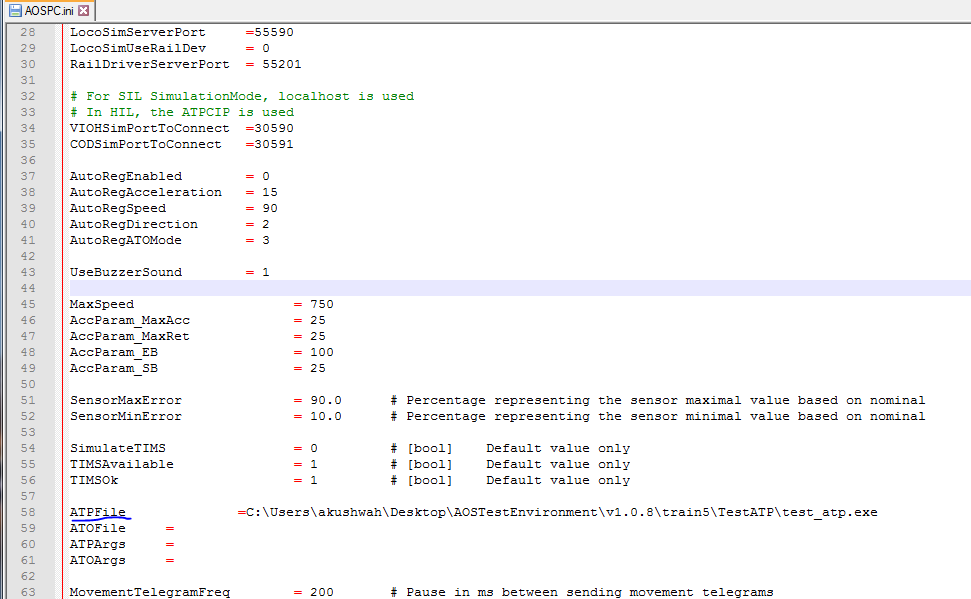 AOSPC.ini
28 LocoSimServerPort =55590
29 LocoSimUseRailDev = 0
30 RailDriverServerPort = 55201
31
32 # For SIL SimulationMode, localhost is used
33 # In HIL, the ATPCIP is used
34 VIOHSimPortToConnect =30590
35 CODSimPortToConnect =30591
36
37 AutoRegEnabled = 0
38 AutoRegAcceleration = 15
39 AutoRegSpeed = 90
40 AutoRegDirection = 2
41 AutoRegATOMode = 3
42
43 UseBuzzerSound = 1
44
45 MaxSpeed = 750
46 AccParam_MaxAcc = 25
47 AccParam_MaxRet = 25
48 AccParam_EB = 100
49 AccParam_SB = 25
50
51 SensorMaxError = 90.0 # Percentage representing the sensor maximal value based on nominal
52 SensorMinError = 10.0 # Percentage representing the sensor minimal value based on nominal
53
54 SimulateTIMS = 0 # [bool] Default value only
55 TIMSAvailable = 1 # [bool] Default value only
56 TIMSOk = 1 # [bool] Default value only
57
58 ATPFile =C:\Users\akushwah\Desktop\AOSTestEnvironment\v1.0.8\train5\TestATP\test_atp.exe
59 ATOFile =
60 ATPArgs =
61 ATOArgs =
62
63 MovementTelegramFreq = 200 # Pause in ms between sending movement telegrams